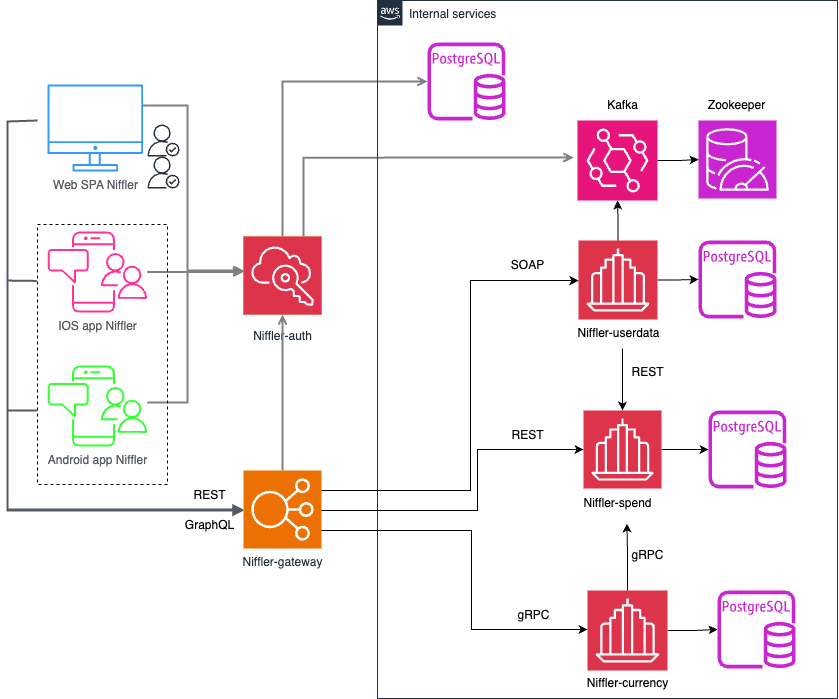 aws
Internal services
PostgreSQL
Kafka
Zookeeper
Web SPA Niffler
IOS app Niffler
Niffler-auth
SOAP
PostgreSQL
Niffler-userdata
REST
Android app Niffler
REST
PostgreSQL
REST
GraphQL
Niffler-spend
Niffler-gateway
gRPC
gRPC
PostgreSQL
Niffler-currency